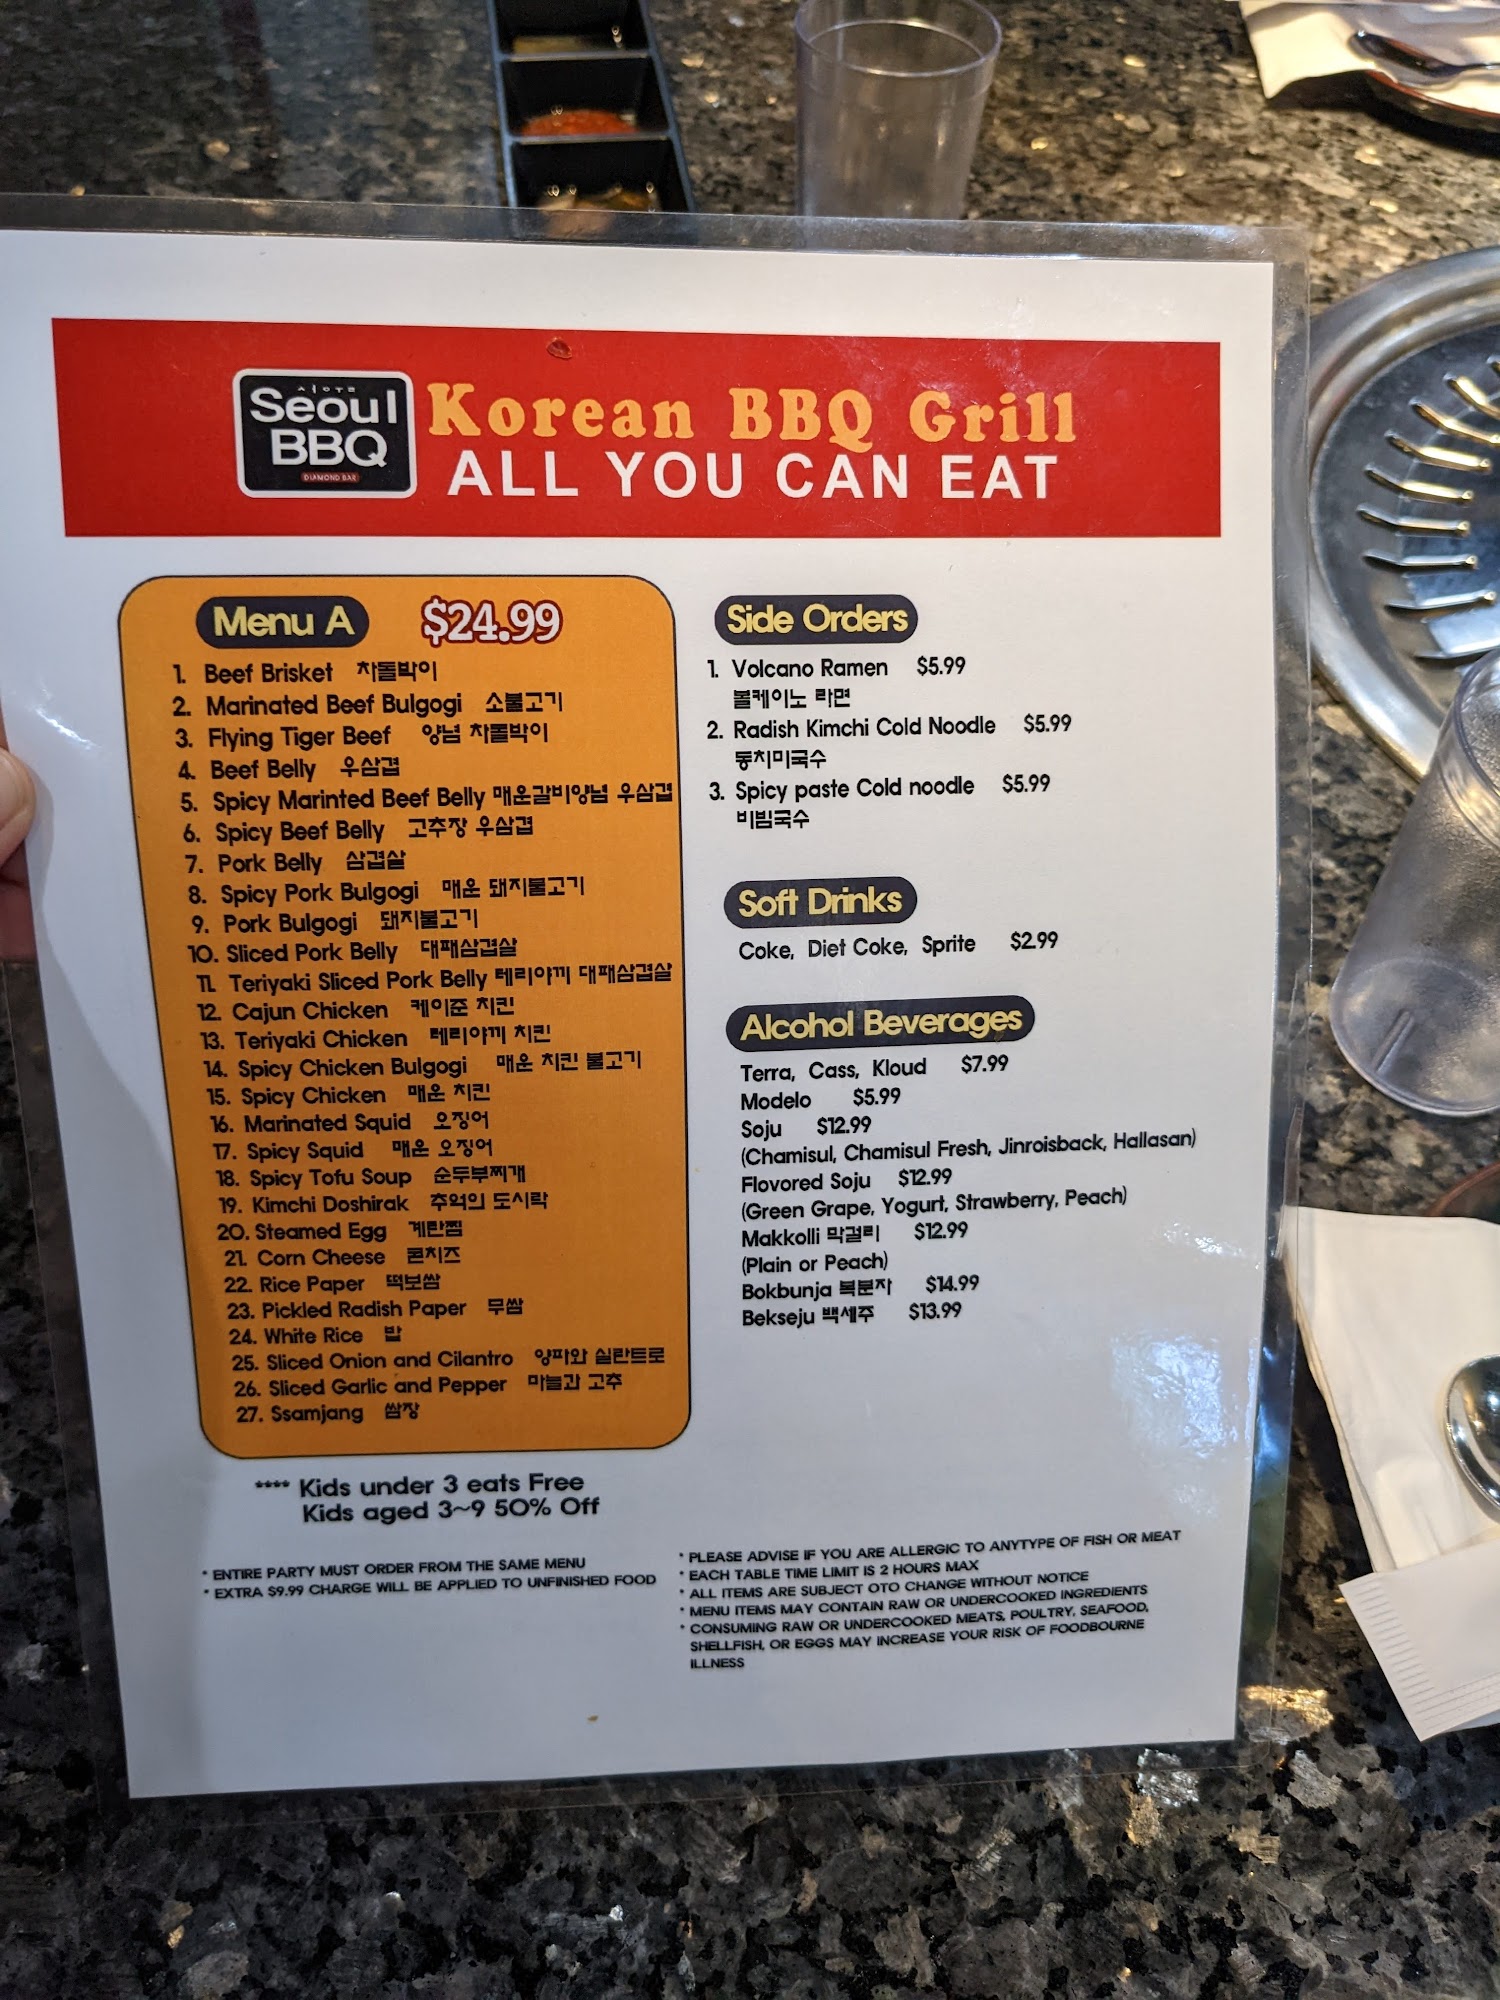 서울
Seoul
BBQ
DIAMOND BAR
Korean BBQ Grill
ALL YOU CAN EAT
Menu A $24.99
1. Beef Brisket 차돌박이
2. Marinated Beef Bulgogi 소불고기
3. Flying Tiger Beef 양념 차돌박이
4. Beef Belly 우삼겹
5. Spicy Marinted Beef Belly 매운갈비양념 우삼겹
6. Spicy Beef Belly 고추장 우삼겹
7. Pork Belly 삼겹살
8. Spicy Pork Bulgogi 매운 돼지불고기
9. Pork Bulgogi 돼지불고기
10. Sliced Pork Belly 대패삼겹살
11. Teriyaki Sliced Pork Belly 테리야끼 대패삼겹살
12. Cajun Chicken 케이준 치킨
13. Teriyaki Chicken 테리야끼 치킨
14. Spicy Chicken Bulgogi 매운 치킨 불고기
15. Spicy Chicken 매운 치킨
16. Marinated Squid 오징어
17. Spicy Squid 매운 오징어
18. Spicy Tofu Soup 순두부찌개
19. Kimchi Doshirak 추억의 도시락
20. Steamed Egg 계란찜
21. Corn Cheese 콘치즈
22. Rice Paper 떡보쌈
23. Pickled Radish Paper 무쌈
24. White Rice 밥
25. Sliced Onion and Cilantro 양파와 실란트로
26. Sliced Garlic and Pepper 마늘과 고추
27. Ssamjang 쌈장
**** Kids under 3 eats Free
Kids aged 3~9 50% Off
* ENTIRE PARTY MUST ORDER FROM THE SAME MENU
* EXTRA $9.99 CHARGE WILL BE APPLIED TO UNFINISHED FOOD
Side Orders
1. Volcano Ramen $5.99
볼케이노 라면
2. Radish Kimchi Cold Noodle $5.99
동치미국수
3. Spicy paste Cold noodle $5.99
비빔국수
Soft Drinks
Coke, Diet Coke, Sprite $2.99
Alcohol Beverages
Terra, Cass, Kloud $7.99
Modelo $5.99
Soju $12.99
(Chamisul, Chamisul Fresh, Jinroisback, Hallasan)
Flovored Soju $12.99
(Green Grape, Yogurt, Strawberry, Peach)
Makkolli 막걸리 $12.99
(Plain or Peach)
Bokbunja 복분자 $14.99
Bekseju 백세주 $13.99
* PLEASE ADVISE IF YOU ARE ALLERGIC TO ANYTYPE OF FISH OR MEAT
* EACH TABLE TIME LIMIT IS 2 HOURS MAX
* ALL ITEMS ARE SUBJECT OTO CHANGE WITHOUT NOTICE
* MENU ITEMS MAY CONTAIN RAW OR UNDERCOOKED INGREDIENTS
* CONSUMING RAW OR UNDERCOOKED MEATS, POULTRY, SEAFOOD,
SHELLFISH, OR EGGS MAY INCREASE YOUR RISK OF FOODBOURNE
ILLNESS